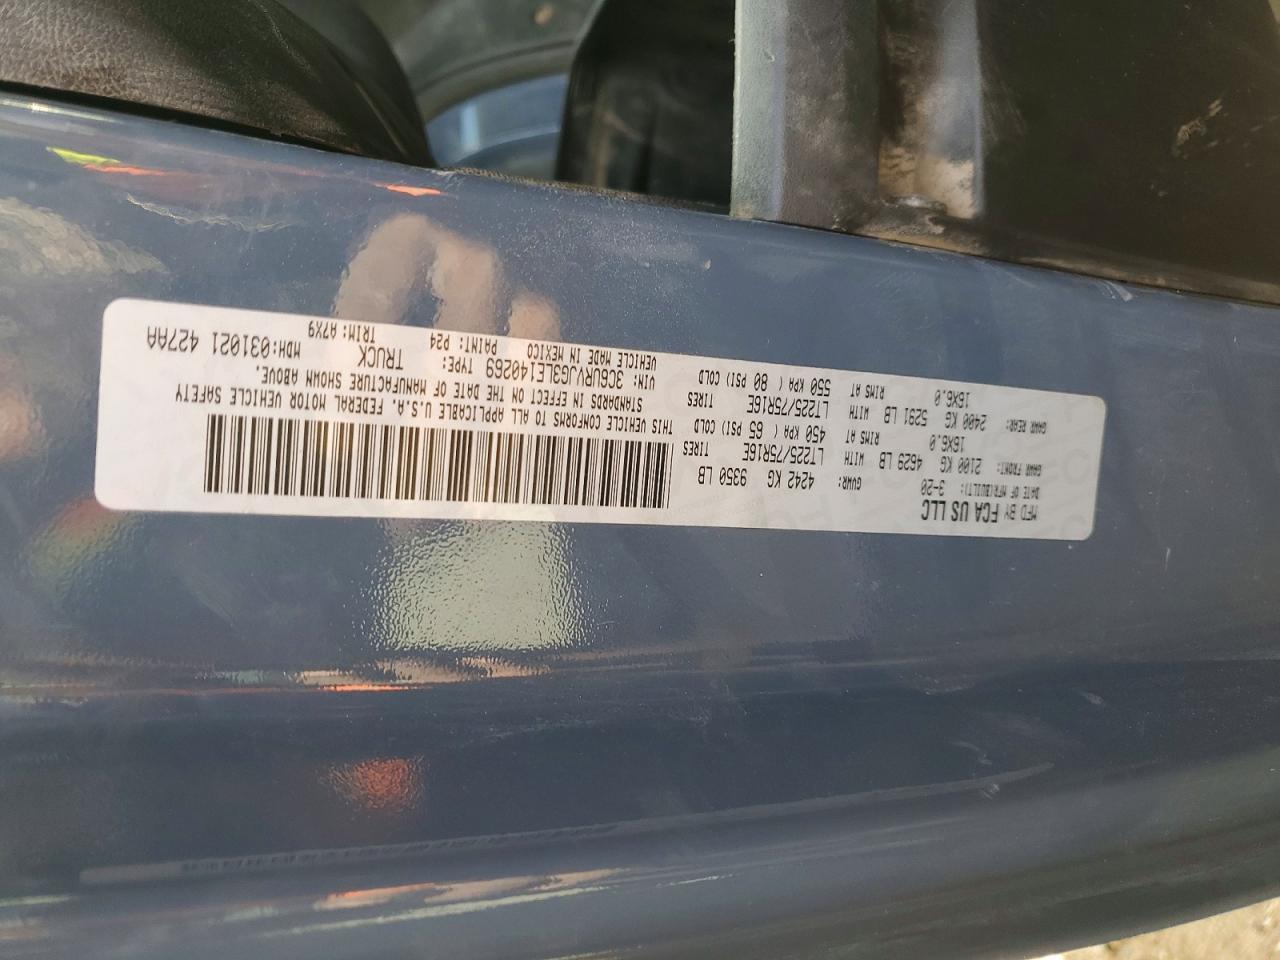 MFD BY FCA US LLC
DATE OF MFR(BUILT): 3-20 GVWR: 4242 KG 9350 LB
GAWR FRONT: 2100 KG 4629 LB WITH LT225/75R16E TIRES
16X6.0 RIMS AT 450 KPA ( 65 PSI) COLD
GAWR REAR: 2400 KG 5291 LB WITH LT225/75R16E TIRES
16X6.0 RIMS AT 550 KPA ( 80 PSI) COLD
THIS VEHICLE CONFORMS TO ALL APPLICABLE U.S.A. FEDERAL MOTOR VEHICLE SAFETY
STANDARDS IN EFFECT ON THE DATE OF MANUFACTURE SHOWN ABOVE.
VIN: 3C6URVJG3LE140269 TYPE: TRUCK MDH:031021 427AA
VEHICLE MADE IN MEXICO PAINT: P24 TRIM: A7X9